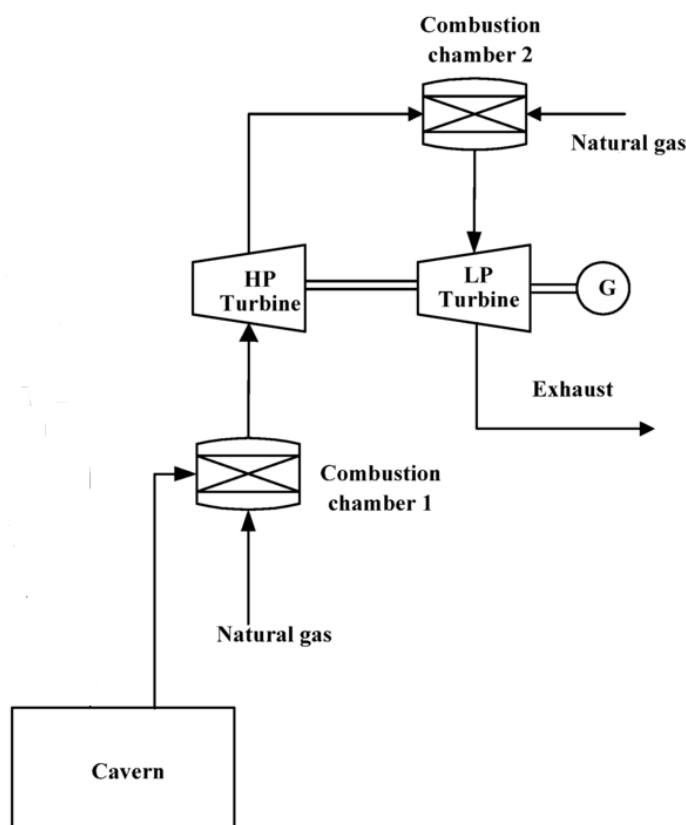 Combustion
chamber 2
Natural gas
HP
Turbine
LP
Turbine
G
Exhaust
Combustion
chamber 1
Natural gas
Cavern